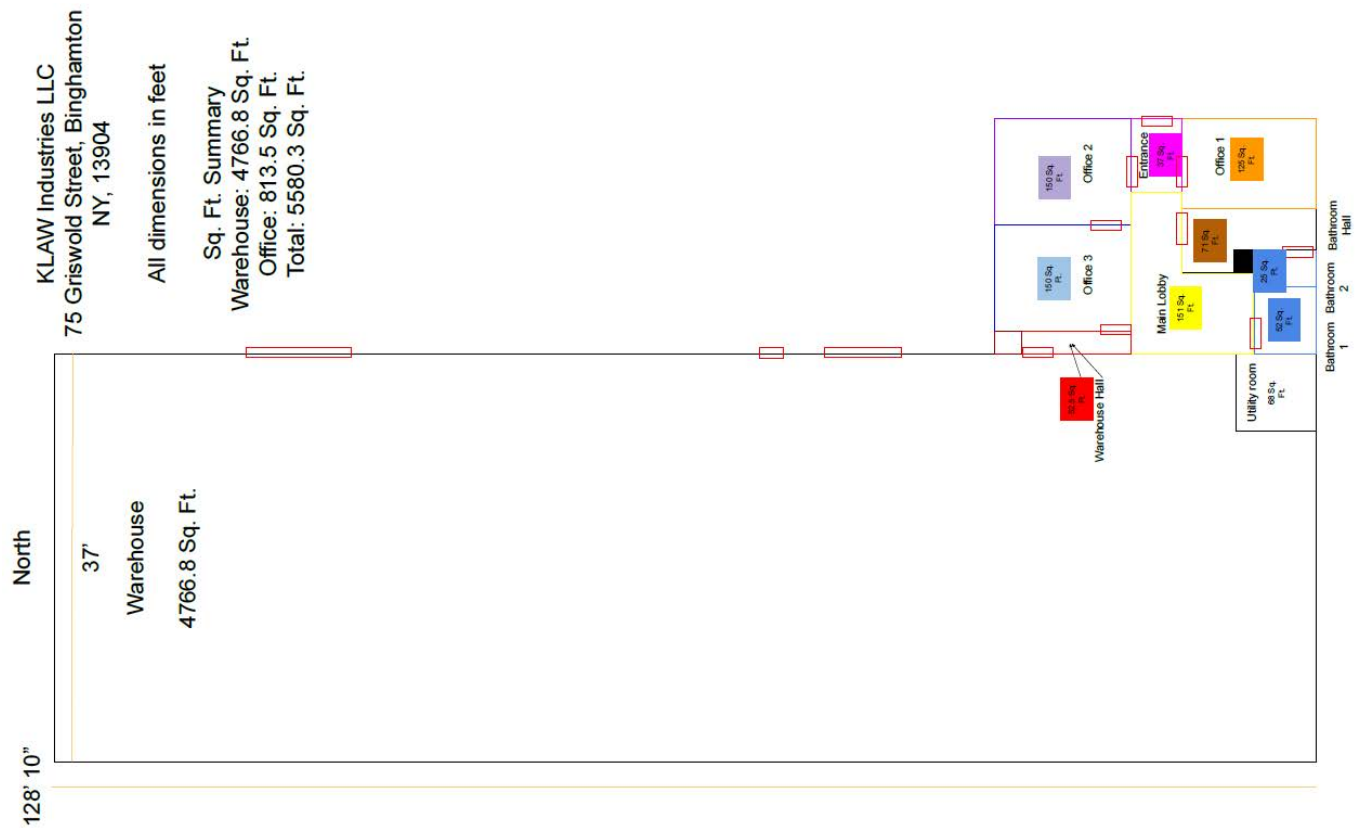 KLAW Industries LLC
75 Griswold Street, Binghamton
NY, 13904
All dimensions in feet
Sq. Ft. Summary
Warehouse: 4766.8 Sq. Ft.
Office: 813.5 Sq. Ft.
Total: 5580.3 Sq. Ft.
North
128' 10"
37'
Warehouse
4766.8 Sq. Ft.
150 Sq.
Ft.
Office 2
Entrance
37 Sq.
Ft.
Office 1
125 Sq.
Ft.
150 Sq.
Ft.
Office 3
Main Lobby
151 Sq.
Ft.
71 Sq.
Ft.
25 Sq.
Ft.
52 Sq.
Ft.
Bathroom
Hall
Bathroom
2
Bathroom
1
52.5 Sq.
Ft.
Warehouse Hall
Utility room
68 Sq.
Ft.